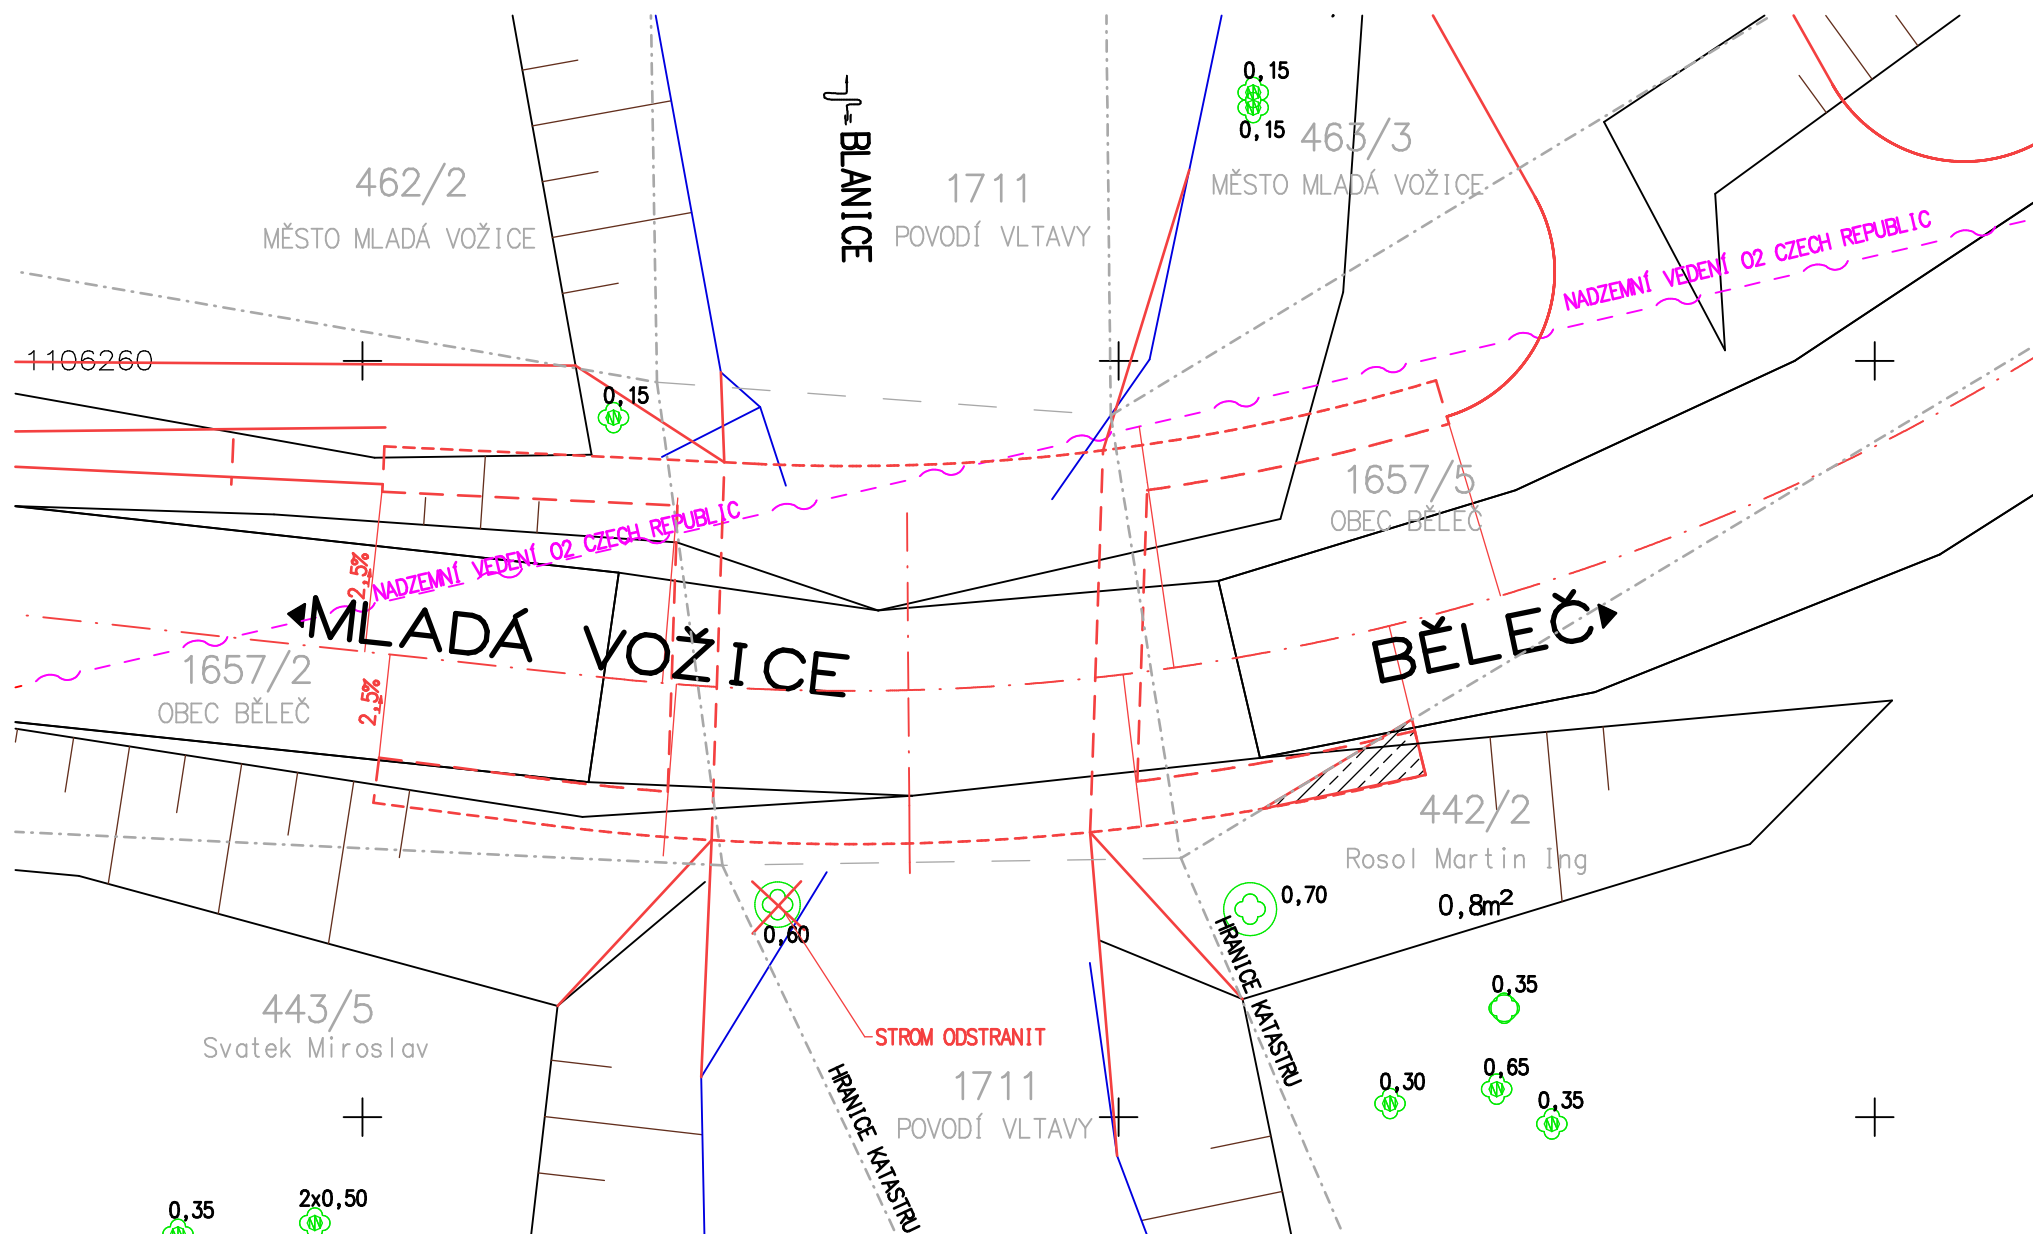 0,15
0,15
463/3
MĚSTO MLADÁ VOŽICE
BLANICE
462/2
MĚSTO MLADÁ VOŽICE
1711
POVODÍ VLTAVY
NADZEMNÍ VEDENÍ O2 CZECH REPUBLIC
1106260
0,15
1657/5
OBEC BĚLEČ
NADZEMNÍ VEDENÍ O2 CZECH REPUBLIC
2,5%
MLADÁ VOŽICE
BĚLEČ
1657/2
OBEC BĚLEČ
2,5%
442/2
Rosol Martin Ing
0,8m²
0,70
0,60
HRANICE KATASTRU
443/5
Svatek Miroslav
STROM ODSTRANIT
0,35
1711
POVODÍ VLTAVY
HRANICE KATASTRU
0,65
0,30
0,35
2x0,50
0,35